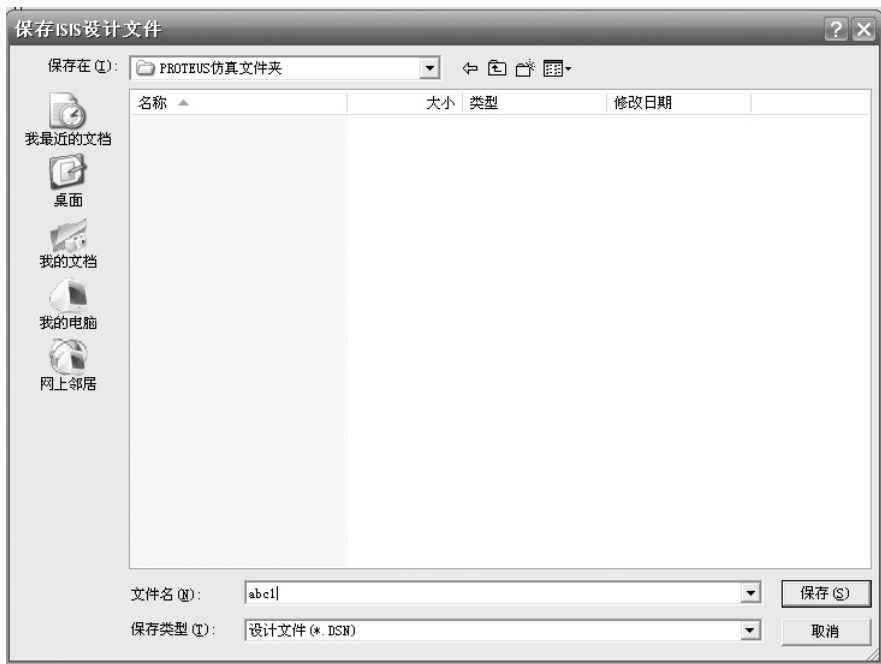 保存ISIS设计文件
保存在(I): PROTEUS仿真文件夹
名称 大小 类型 修改日期
我最近的文档
桌面
我的文档
我的电脑
网上邻居
文件名(N): abc1 保存(S)
保存类型(T): 设计文件(*.DSN) 取消